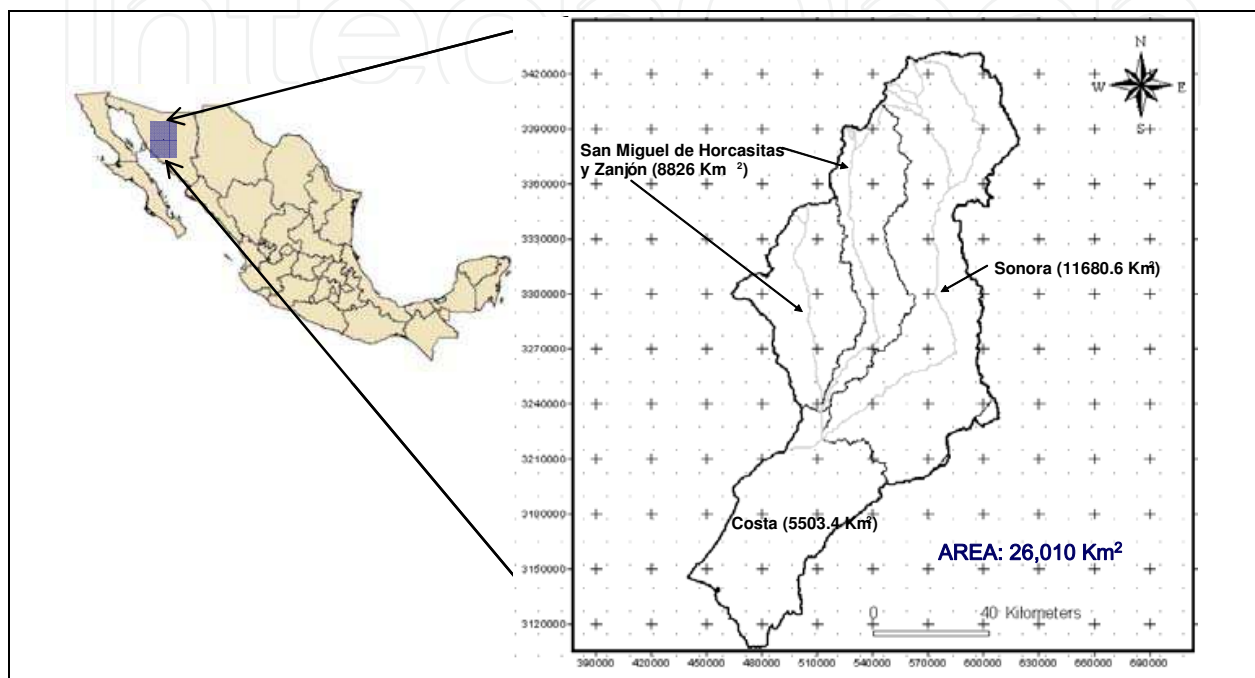 IntechOpen
N
W E
S
3420000
3390000
3360000
3330000
3300000
3270000
3240000
3210000
3180000
3150000
3120000
San Miguel de Horcasitas
y Zanjón (8826 Km ²)
Sonora (11680.6 Km²)
Costa (5503.4 Km²)
AREA: 26,010 Km²
0 40 Kilometers
390000 420000 450000 480000 510000 540000 570000 600000 630000 660000 690000